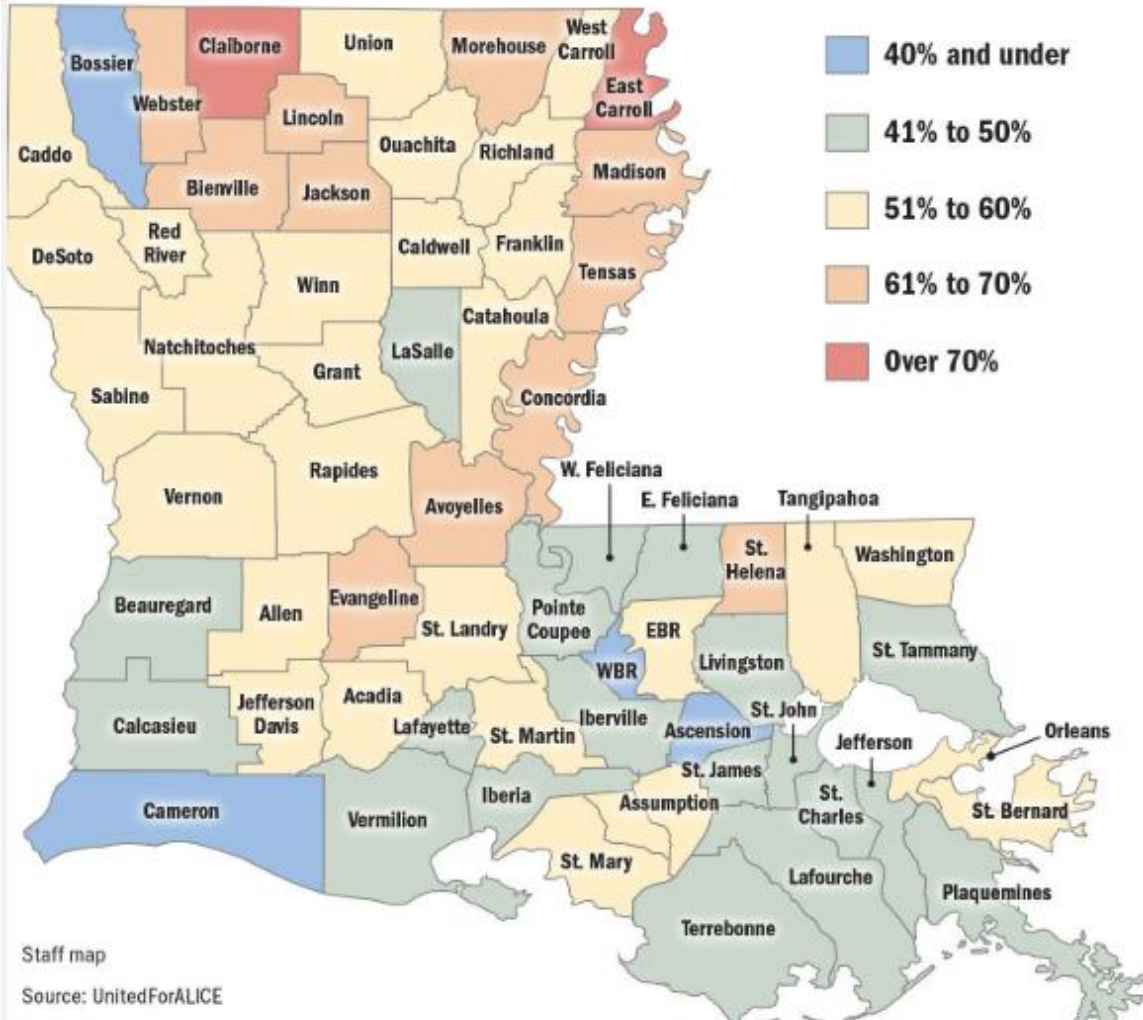 40% and under
41% to 50%
51% to 60%
61% to 70%
Over 70%
Caddo
Bossier
Webster
Claiborne
Union
Morehouse
West
Carroll
East
Carroll
Lincoln
Ouachita
Richland
Madison
Bienville
Jackson
DeSoto
Red
River
Caldwell
Franklin
Tensas
Winn
Natchitoches
Catahoula
LaSalle
Grant
Sabine
Concordia
Rapides
Vernon
Avoyelles
W. Feliciana
E. Feliciana
Tangipahoa
St.
Helena
Washington
Beauregard
Allen
Evangeline
St. Landry
Pointe
Coupee
EBR
WBR
Livingston
St. Tammany
Calcasieu
Jefferson
Davis
Acadia
Lafayette
St. Martin
Iberville
Ascension
St. John
Jefferson
Orleans
Cameron
Vermilion
Iberia
St. James
Assumption
St.
Charles
St. Bernard
St. Mary
Lafourche
Plaquemines
Terrebonne
Staff map
Source: UnitedForALICE